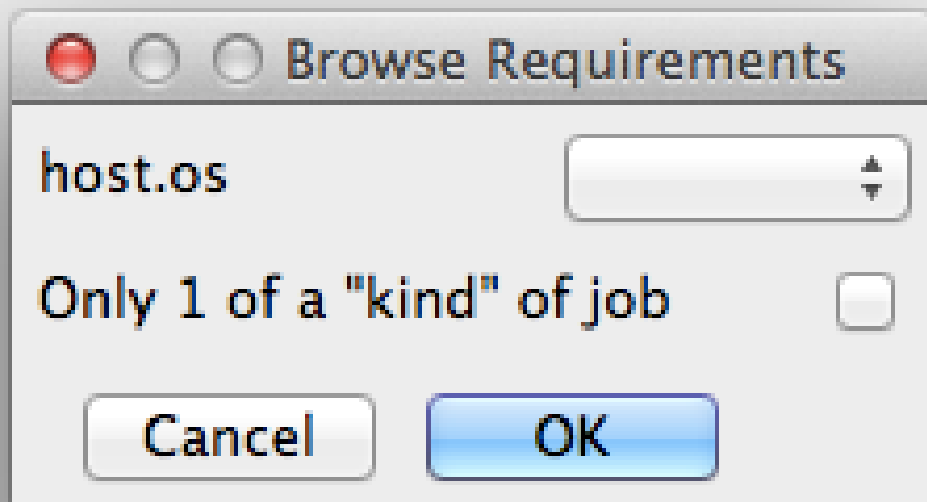 Browse Requirements
host.os
Only 1 of a "kind" of job
Cancel OK